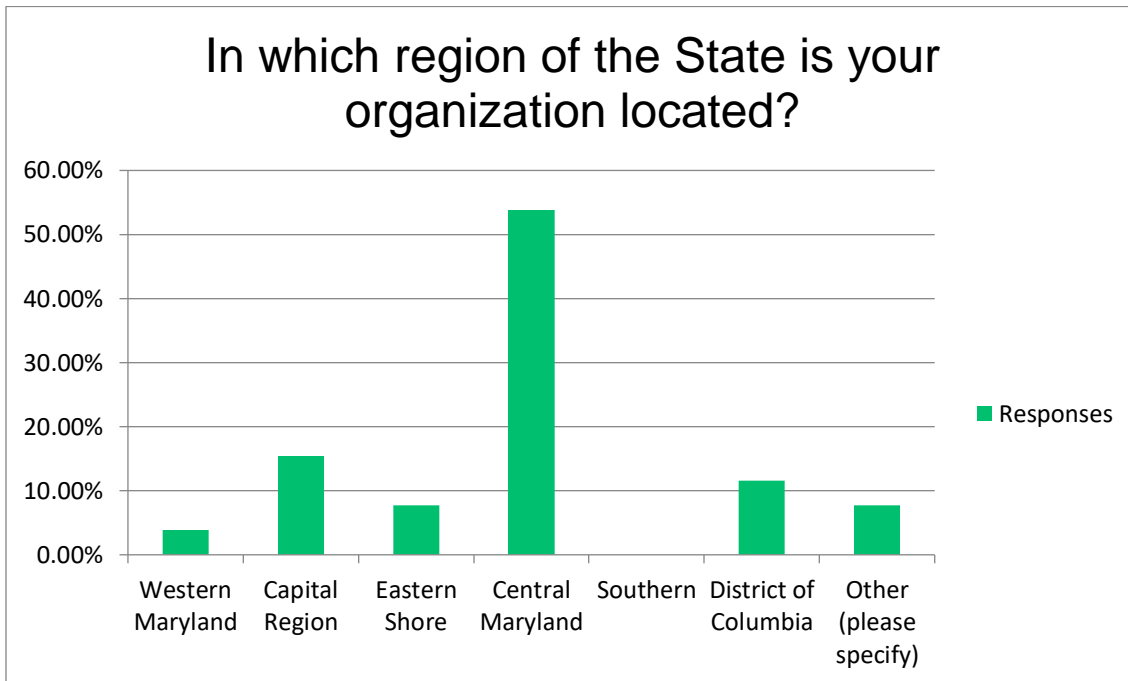 In which region of the State is your
organization located?
60.00%
50.00%
40.00%
30.00%
20.00%
10.00%
0.00%
Western
Maryland
Capital
Region
Eastern
Shore
Central
Maryland
Southern
District of
Columbia
Other
(please
specify)
Responses